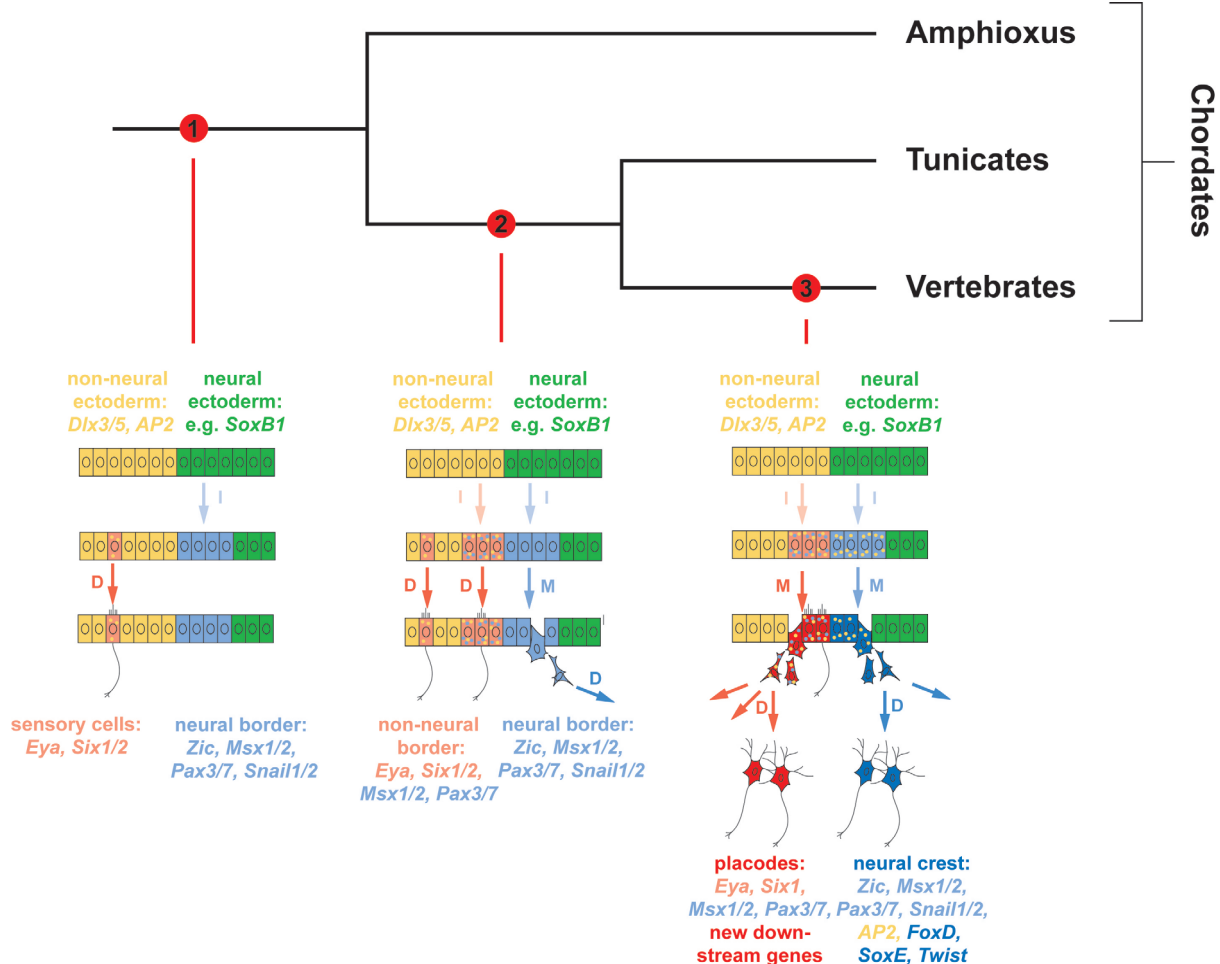 Amphioxus
Chordates
1
Tunicates
2
Vertebrates
3
non-neural
ectoderm:
Dlx3/5, AP2
neural
ectoderm:
e.g. SoxB1
I
D
sensory cells:
Eya, Six1/2
neural border:
Zic, Msx1/2,
Pax3/7, Snail1/2
non-neural
ectoderm:
Dlx3/5, AP2
neural
ectoderm:
e.g. SoxB1
I
I
D
D
M
D
non-neural
border:
Eya, Six1/2,
Msx1/2, Pax3/7
neural border:
Zic, Msx1/2,
Pax3/7, Snail1/2
non-neural
ectoderm:
Dlx3/5, AP2
neural
ectoderm:
e.g. SoxB1
I
I
M
M
D
D
placodes:
Eya, Six1,
Msx1/2, Pax3/7,
new down-
stream genes
neural crest:
Zic, Msx1/2,
Pax3/7, Snail1/2,
AP2, FoxD,
SoxE, Twist